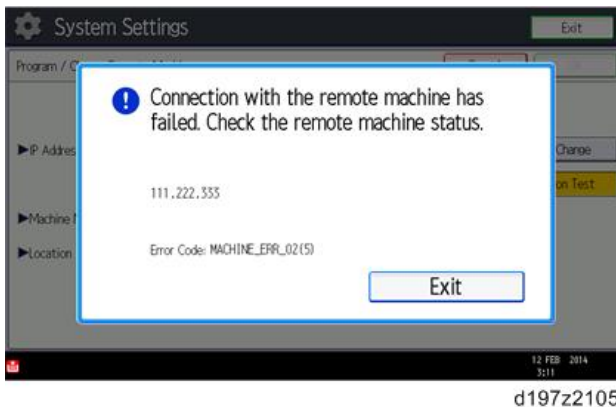 System Settings
Exit
Program /
Connection with the remote machine has
failed. Check the remote machine status.
▶IP Addres
Change
111.222.333
on Test
▶Machine
▶Location
Error Code: MACHINE_ERR_02(5)
Exit
12 FEB 2014
3:11
d197z2105